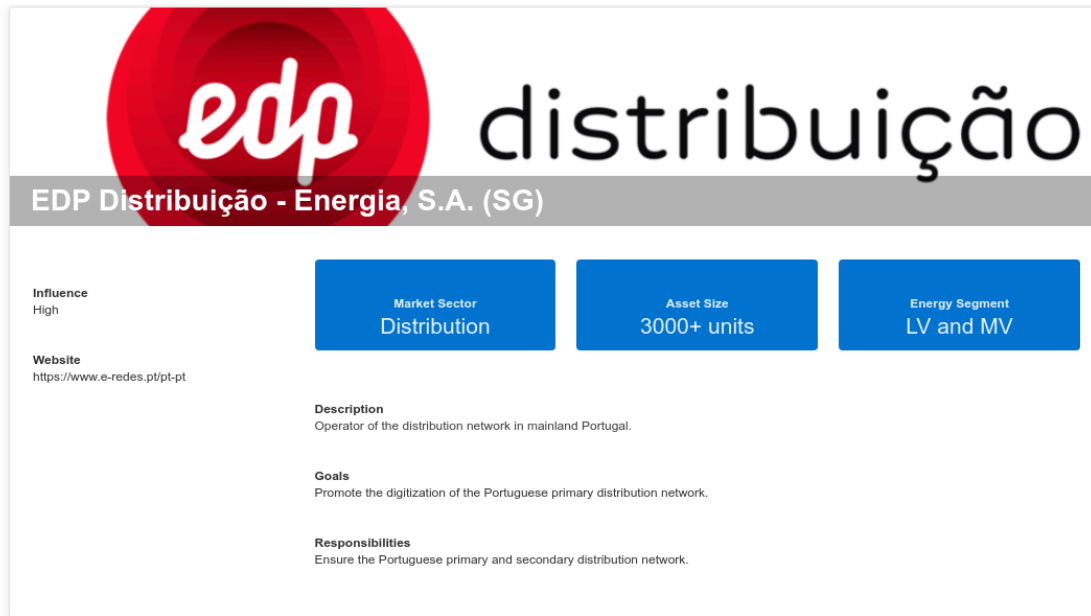 edp distribuição
EDP Distribuição - Energia, S.A. (SG)
Influence
High
Website
https://www.e-redes.pt/pt-pt
Market Sector
Distribution
Asset Size
3000+ units
Energy Segment
LV and MV
Description
Operator of the distribution network in mainland Portugal.
Goals
Promote the digitization of the Portuguese primary distribution network.
Responsibilities
Ensure the Portuguese primary and secondary distribution network.